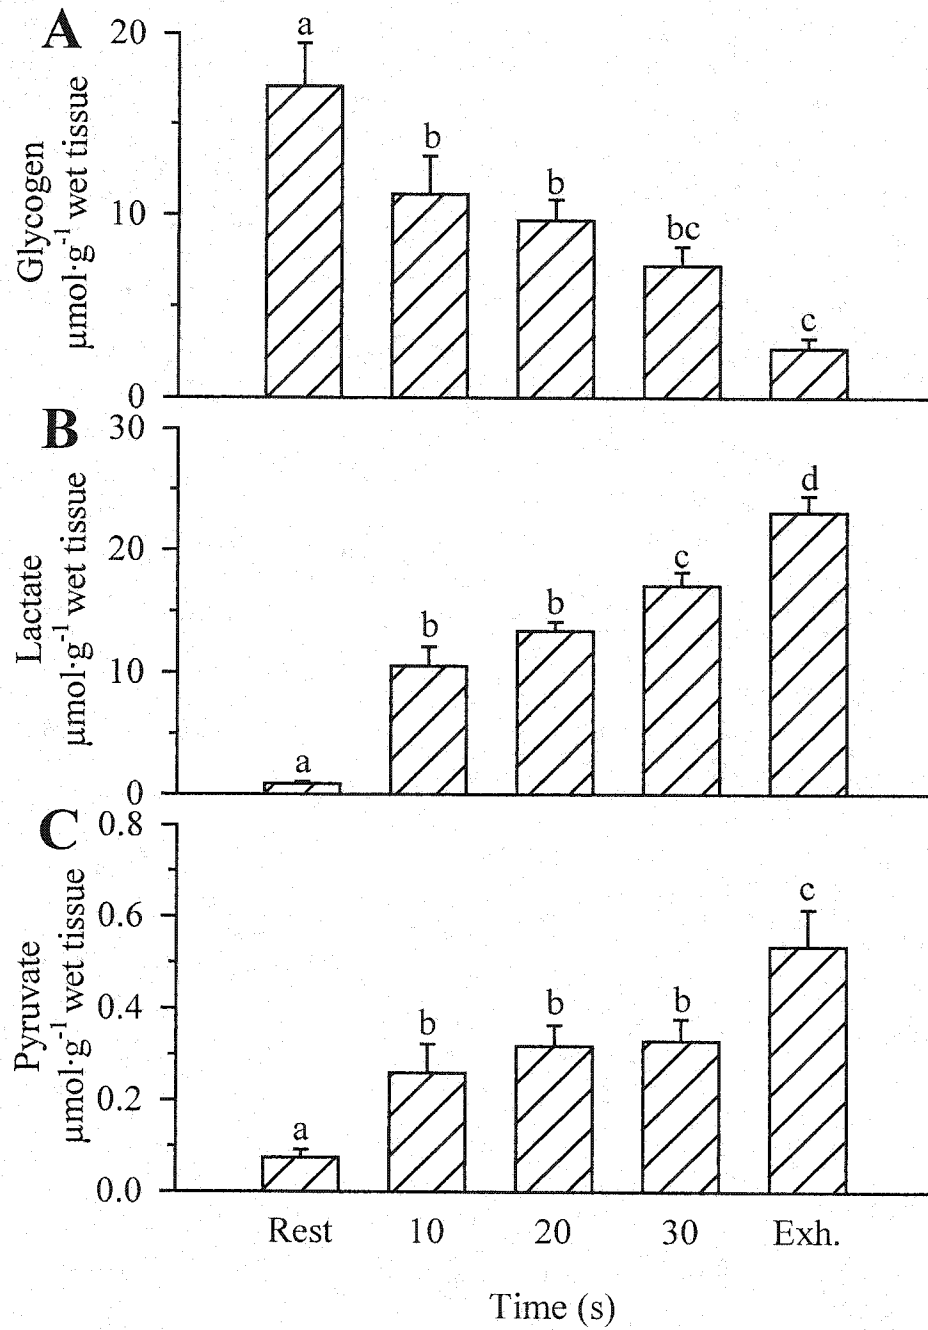 A
Glycogen
µmol·g⁻¹ wet tissue
20
10
0
a
b
b
bc
c
B
Lactate
µmol·g⁻¹ wet tissue
30
20
10
0
a
b
b
c
d
C
Pyruvate
µmol·g⁻¹ wet tissue
0.8
0.6
0.4
0.2
0.0
a
b
b
b
c
Rest 10 20 30 Exh.
Time (s)